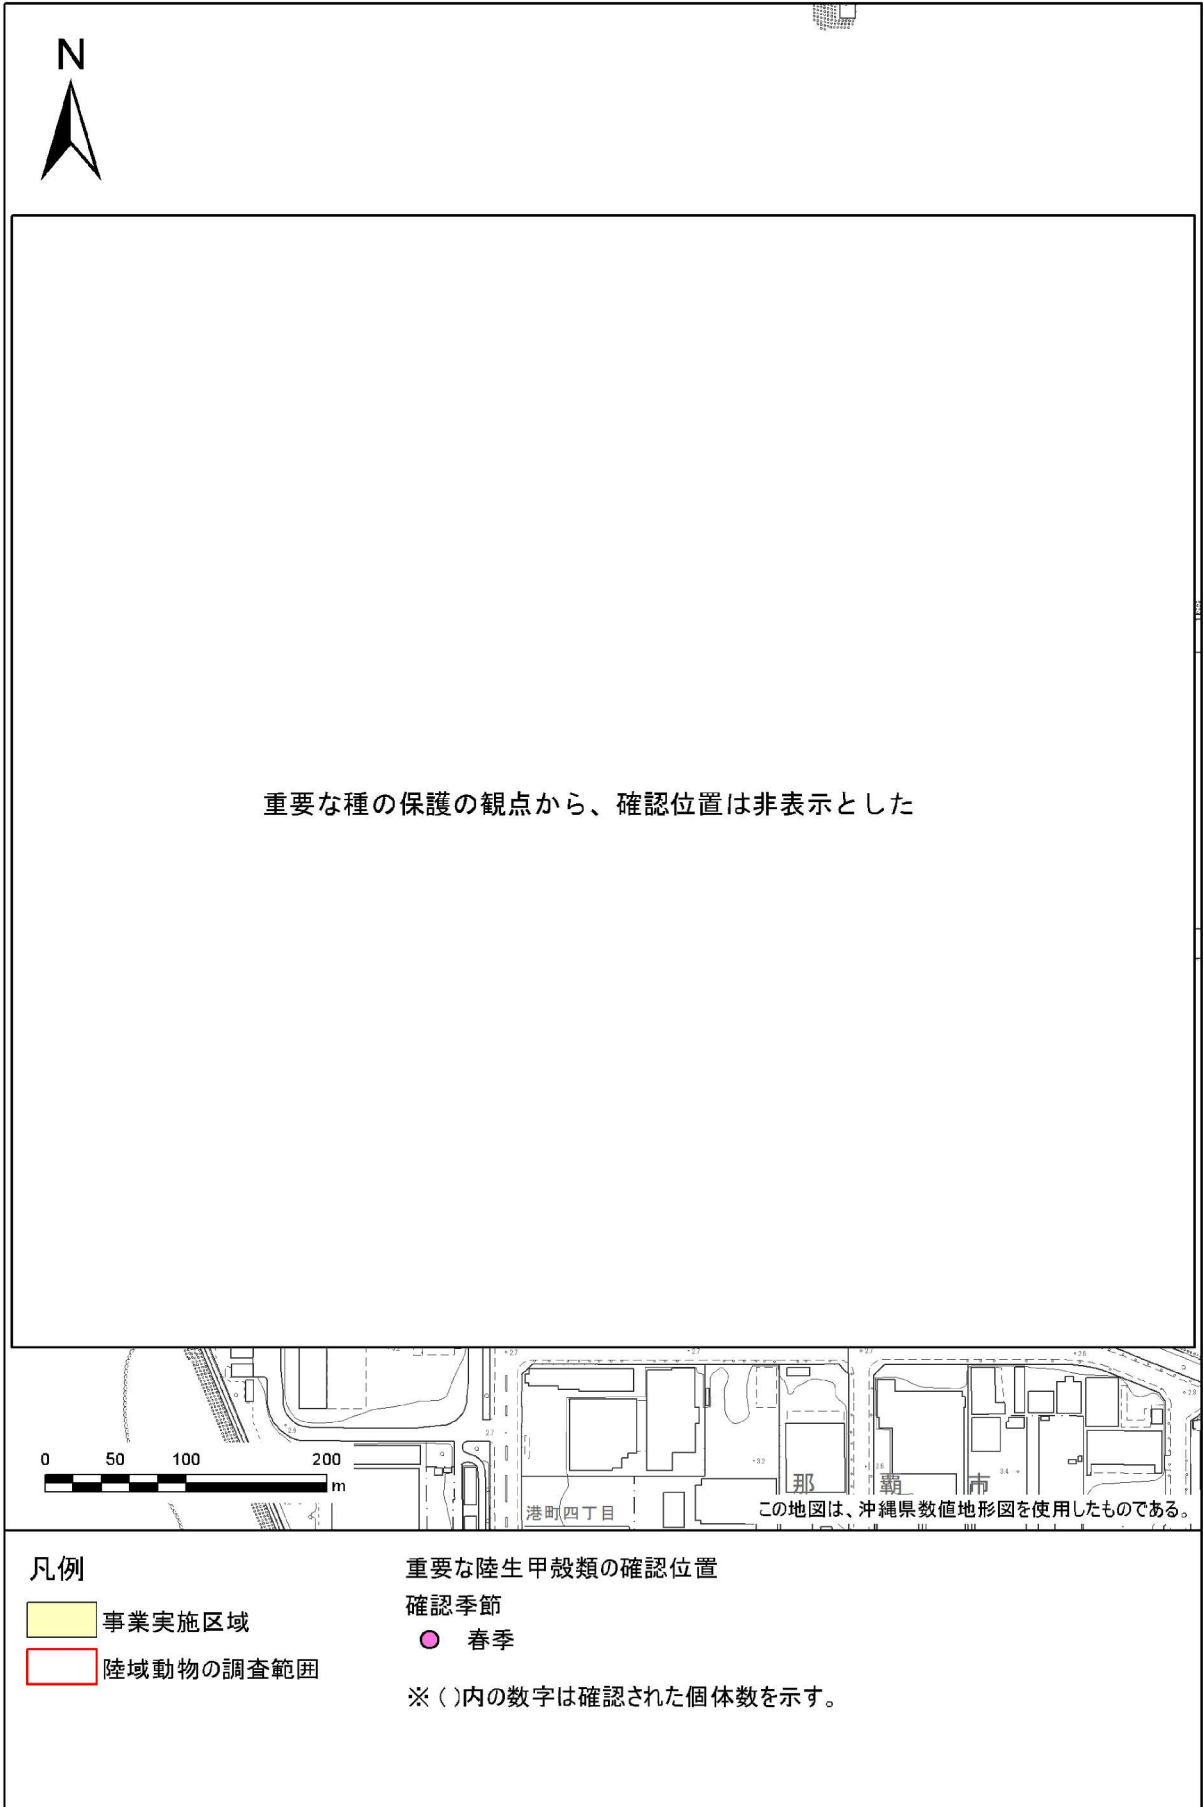 N
重要な種の保護の観点から、確認位置は非表示とした
0 50 100 200
m
那覇市
港町四丁目
この地図は、沖縄県数値地形図を使用したものである。
凡例
事業実施区域
陸域動物の調査範囲
重要な陸生甲殻類の確認位置
確認季節
春季
※ ( )内の数字は確認された個体数を示す。